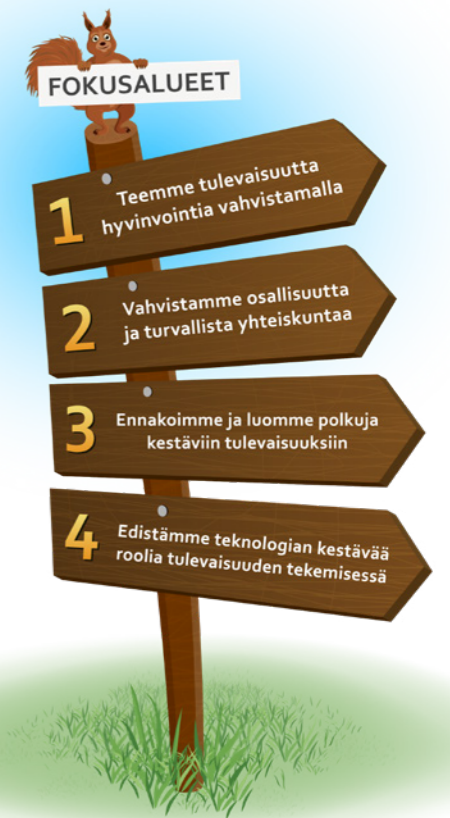 FOKUSALUEET
1
Teemme tulevaisuutta
hyvinvointia vahvistamalla
2
Vahvistamme osallisuutta
ja turvallista yhteiskuntaa
3
Ennakoimme ja luomme polkuja
kestäviin tulevaisuuksiin
4
Edistämme teknologian kestävää
roolia tulevaisuuden tekemisessä